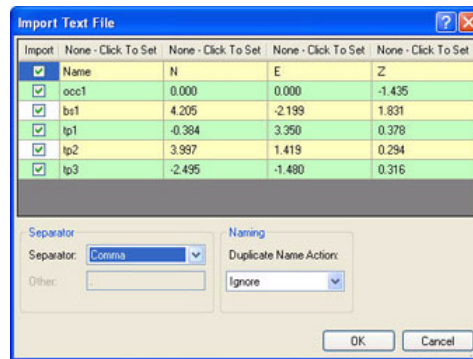 Import Text File
Import None - Click To Set None - Click To Set None - Click To Set None - Click To Set
Name N E Z
occ1 0.000 0.000 -1.435
bs1 4.205 -2.199 1.831
tp1 -0.384 3.350 0.378
tp2 3.997 1.419 0.294
tp3 -2.495 -1.480 0.316
Separator Naming
Separator: Comma Duplicate Name Action:
Other: . Ignore
OK Cancel